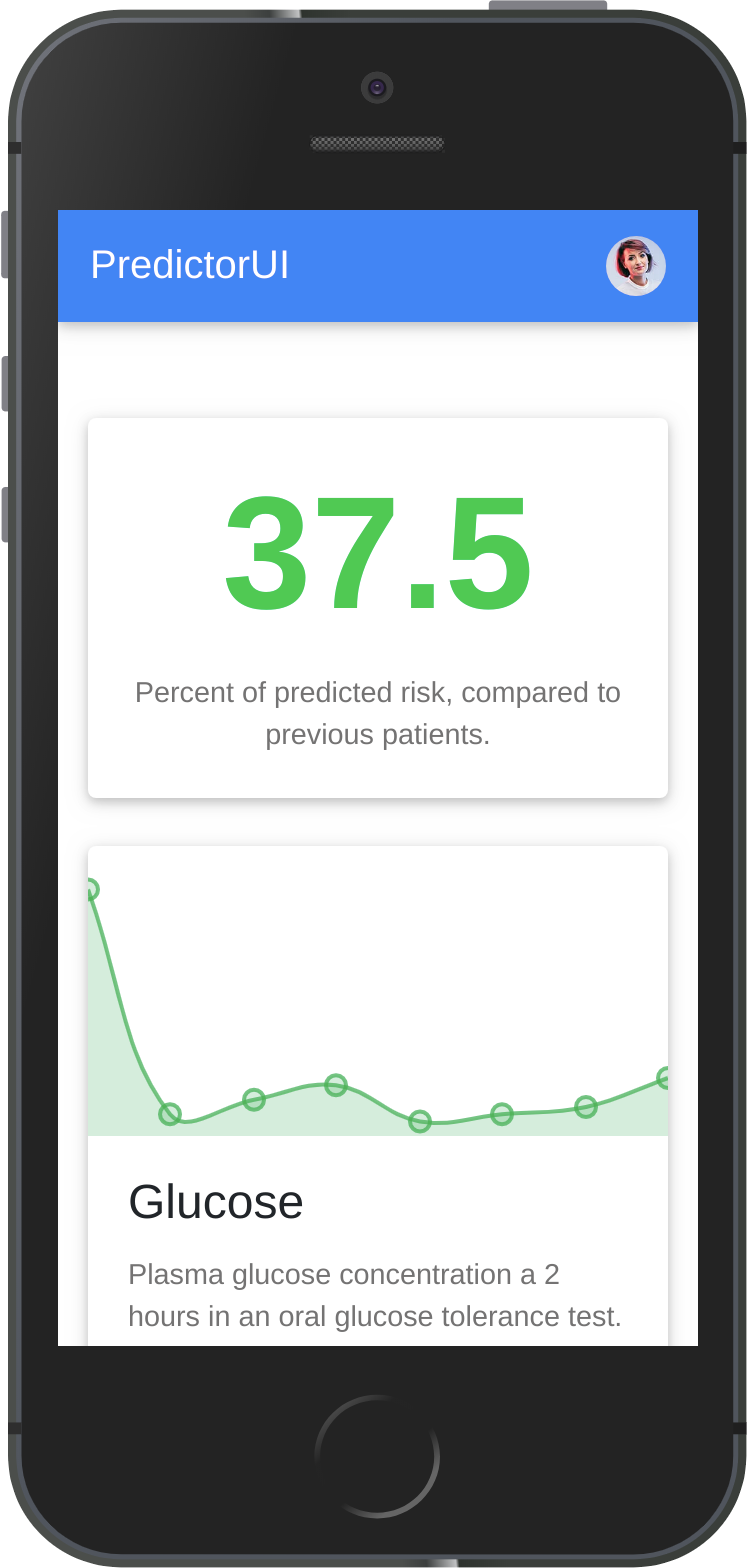 PredictorUI
37.5
Percent of predicted risk, compared to
previous patients.
Glucose
Plasma glucose concentration a 2
hours in an oral glucose tolerance test.